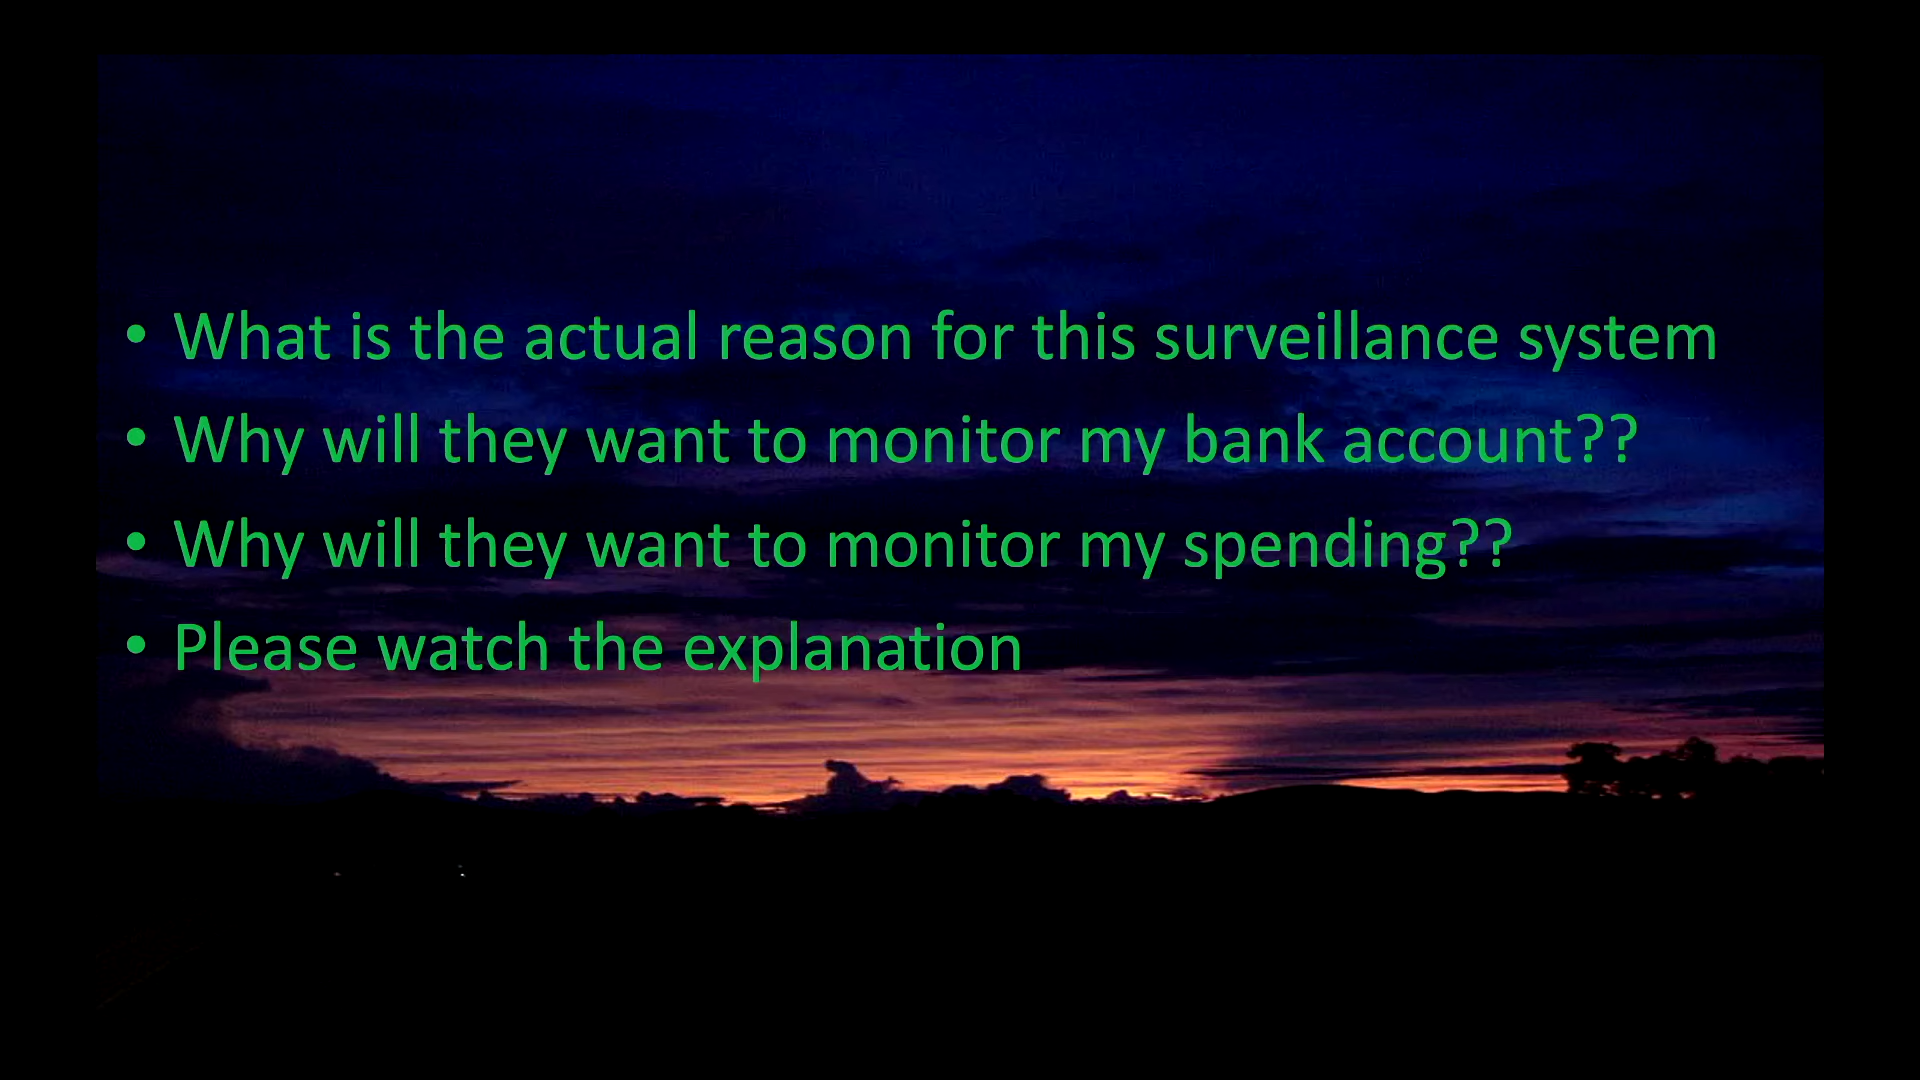 • What is the actual reason for this surveillance system
• Why will they want to monitor my bank account??
• Why will they want to monitor my spending??
• Please watch the explanation